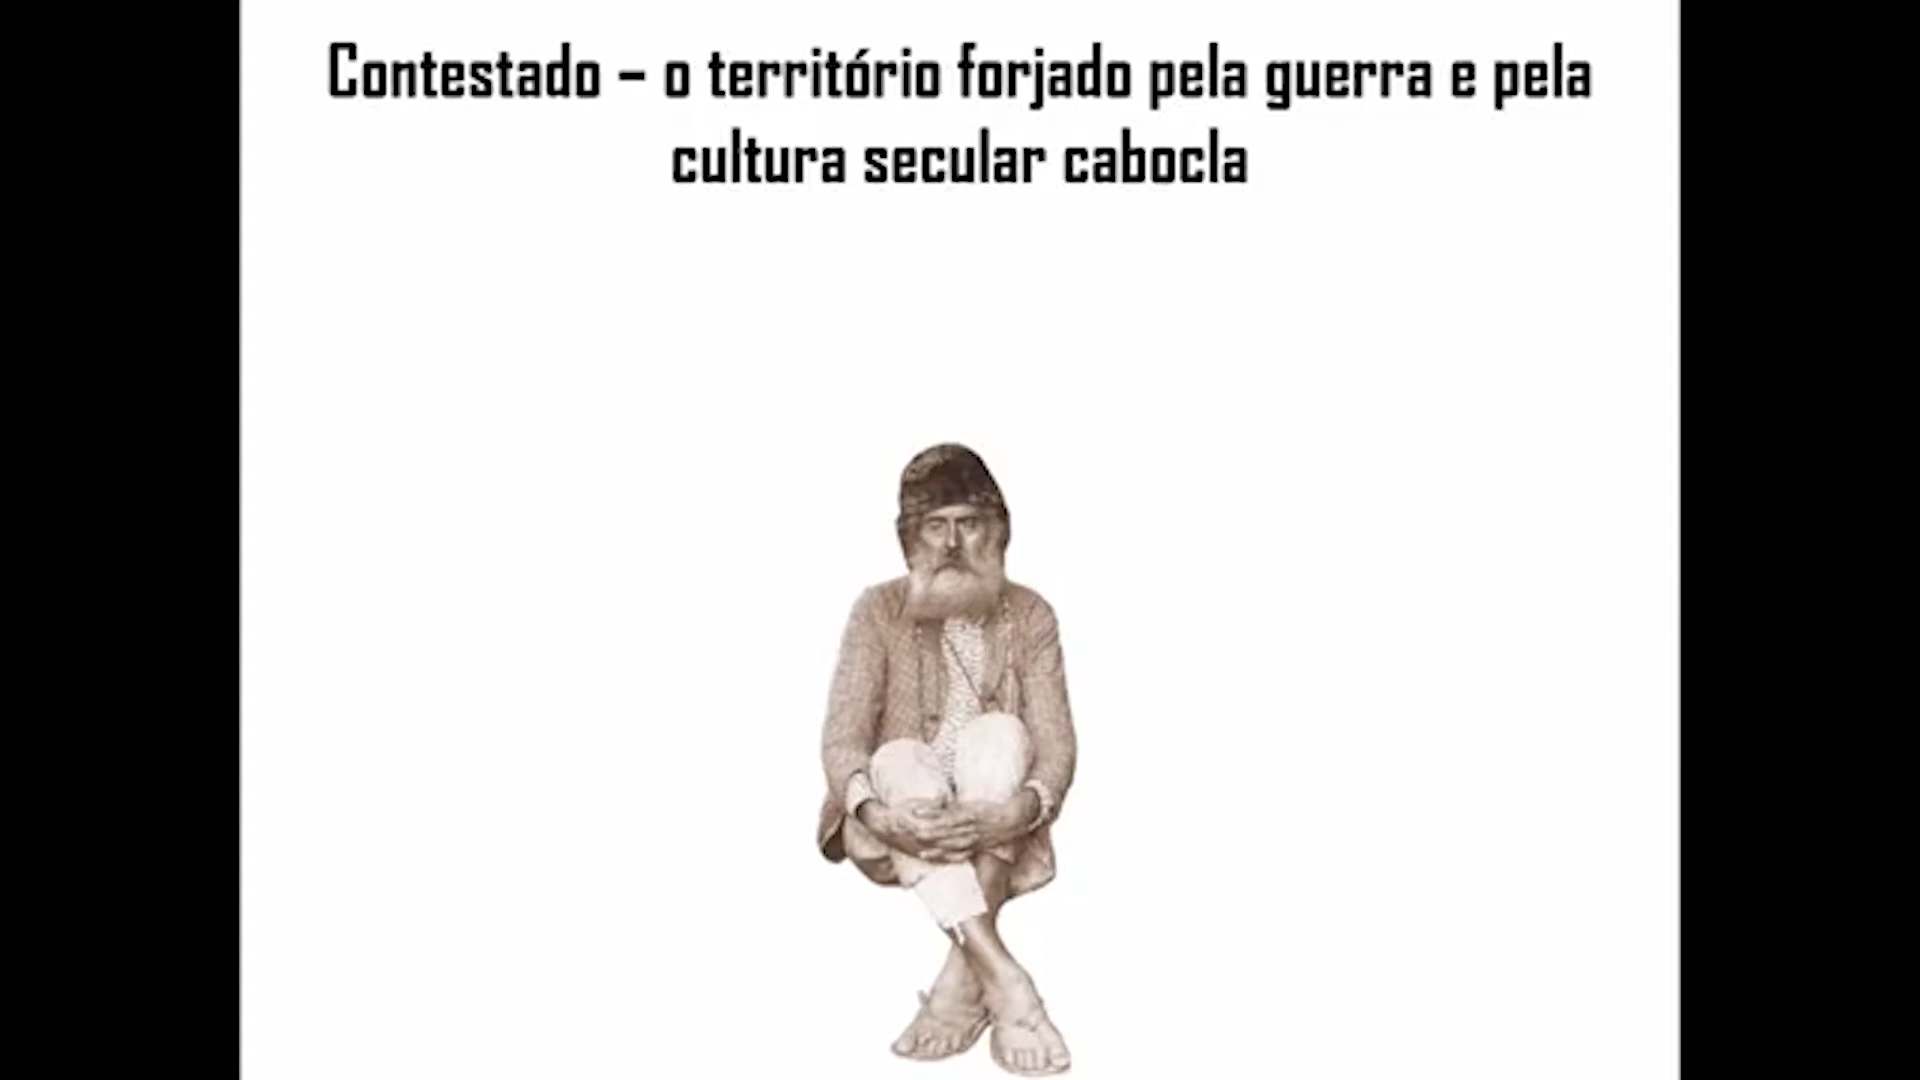 Contestado – o território forjado pela guerra e pela
cultura secular cabocla